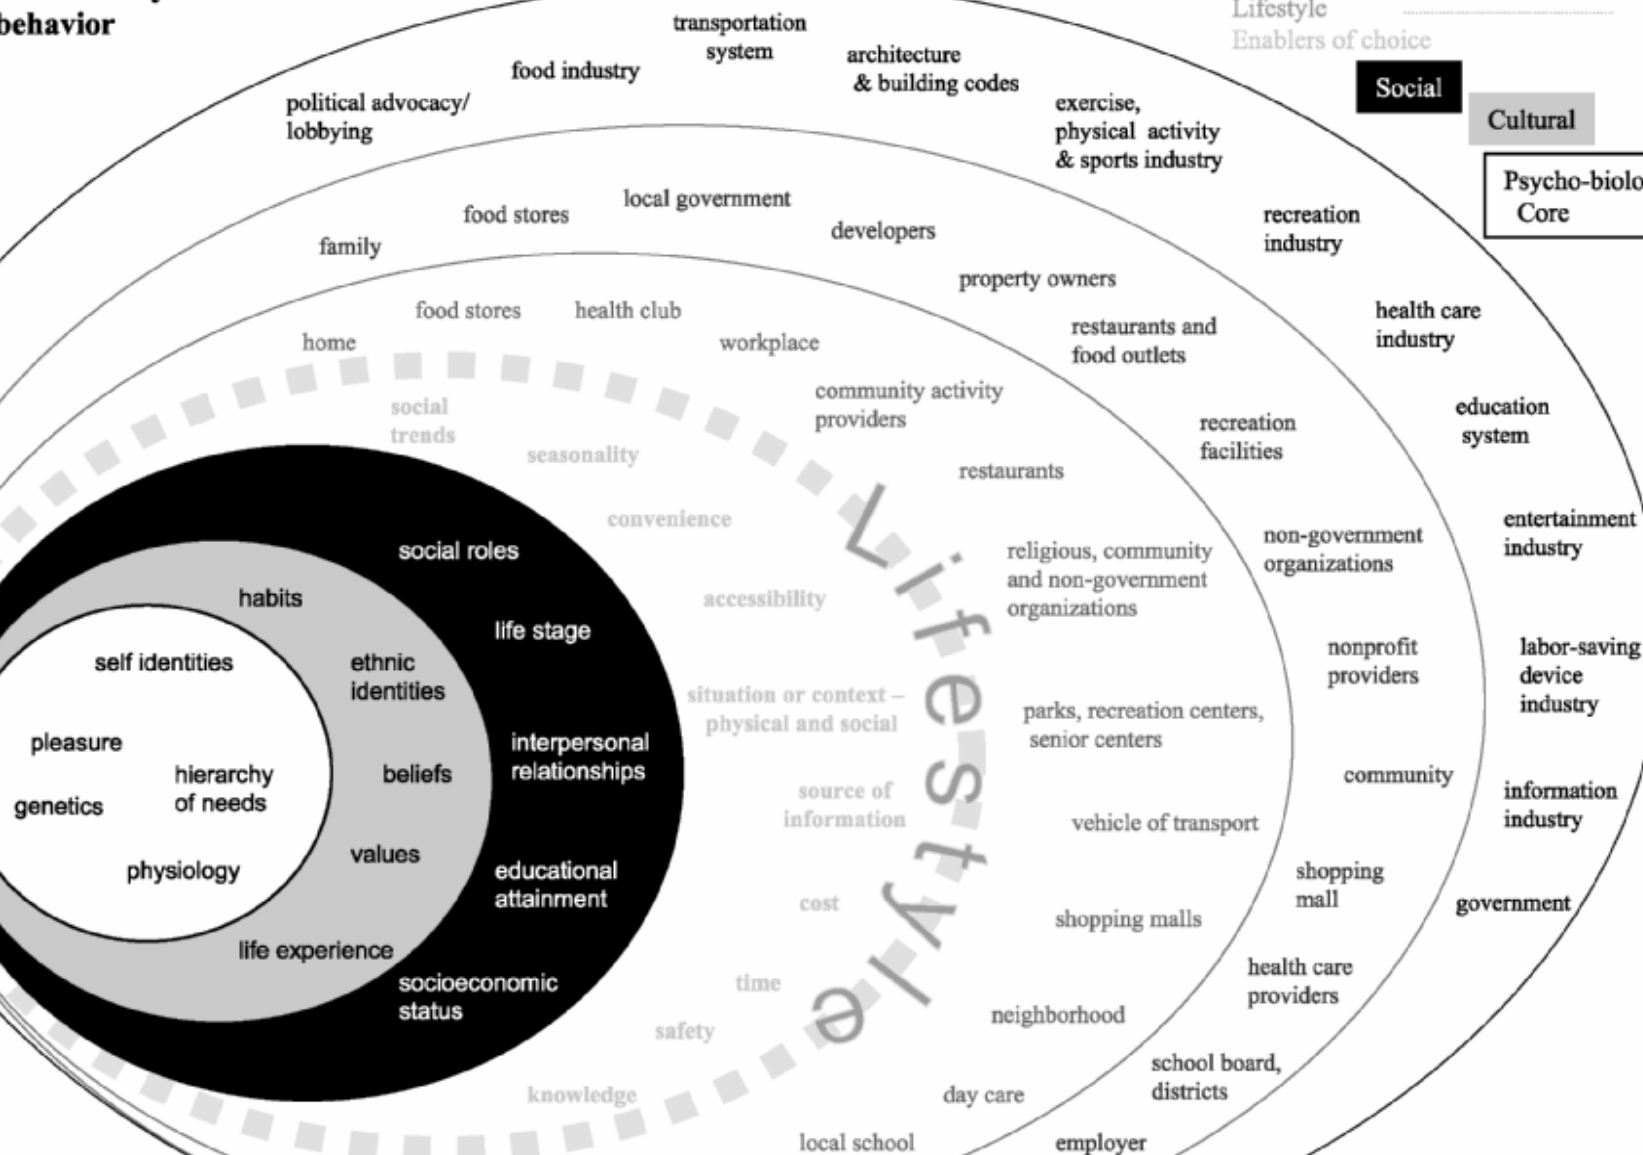 behavior
Lifestyle
Enablers of choice
Social
Cultural
Core
transportation
system
food industry
architecture
& building codes
political advocacy/
lobbying
exercise,
physical activity
& sports industry
recreation
industry
health care
industry
education
system
entertainment
industry
labor-saving
device
industry
information
industry
government
local government
food stores
family
developers
property owners
restaurants and
food outlets
recreation
facilities
non-government
organizations
nonprofit
providers
community
shopping
mall
health care
providers
school board,
districts
employer
food stores
health club
home
workplace
community activity
providers
restaurants
religious, community
and non-government
organizations
parks, recreation centers,
senior centers
vehicle of transport
shopping malls
neighborhood
day care
local school
Lifestyle
social
trends
seasonality
convenience
accessibility
situation or context –
physical and social
source of
information
cost
time
safety
knowledge
social roles
life stage
interpersonal
relationships
educational
attainment
socioeconomic
status
habits
ethnic
identities
beliefs
values
life experience
self identities
pleasure
hierarchy
of needs
genetics
physiology